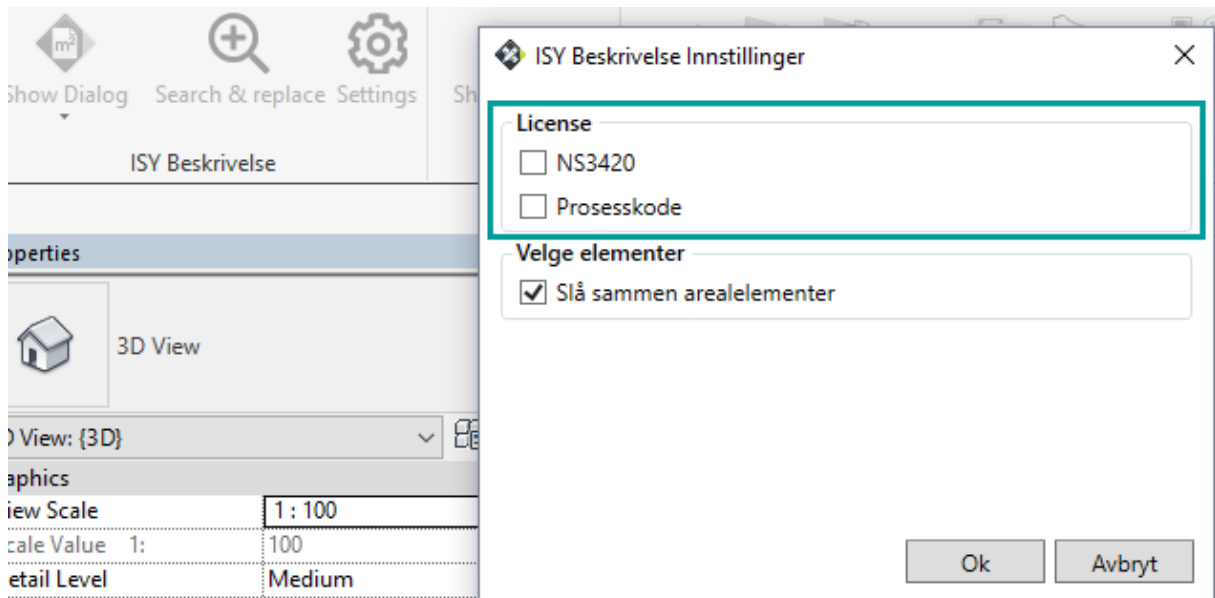 Show Dialog Search & replace Settings Sh
ISY Beskrivelse
ISY Beskrivelse Innstillinger
License
NS3420
Prosesskode
Velge elementer
Slå sammen arealelementer
Ok Avbryt
operties
3D View
View: {3D}
aphics
iew Scale 1 : 100
cale Value 1: 100
etail Level Medium